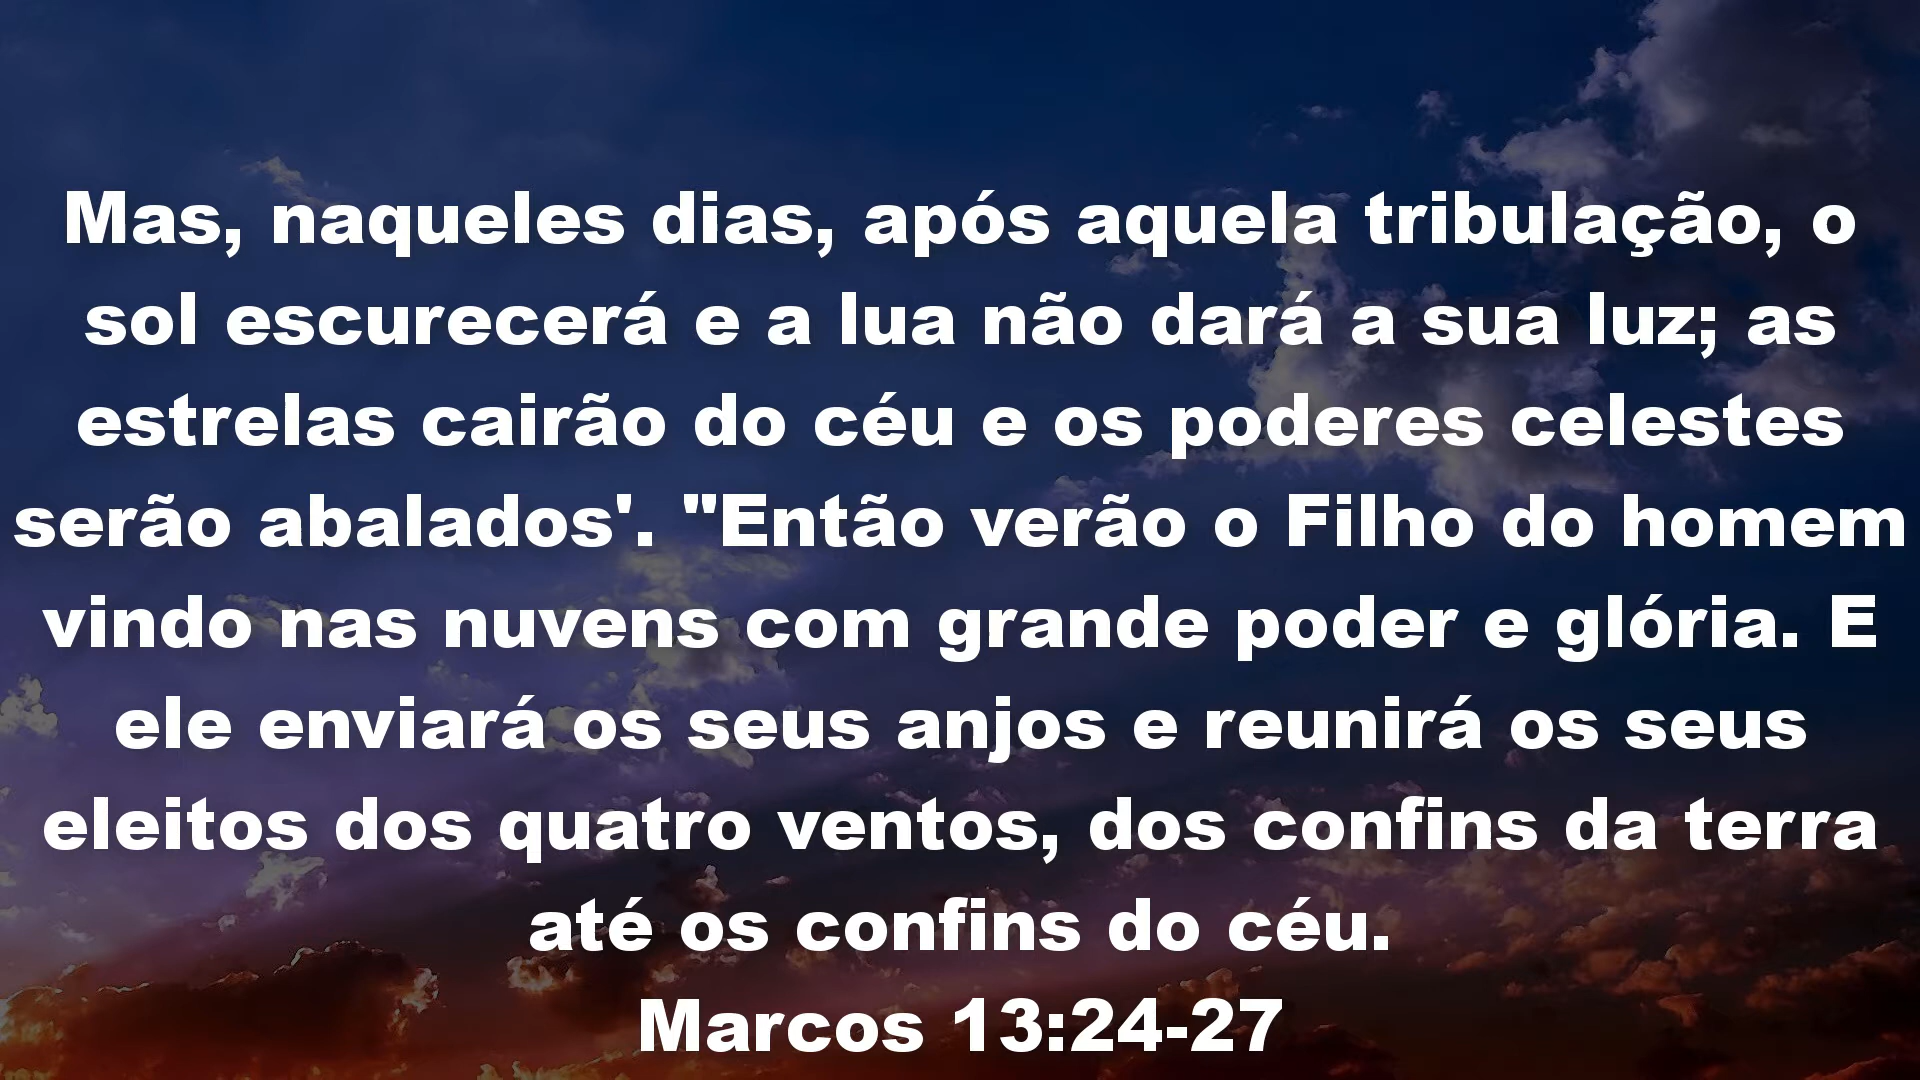 Mas, naqueles dias, após aquela tribulação, o
sol escurecerá e a lua não dará a sua luz; as
estrelas cairão do céu e os poderes celestes
serão abalados'. "Então verão o Filho do homem
vindo nas nuvens com grande poder e glória. E
ele enviará os seus anjos e reunirá os seus
eleitos dos quatro ventos, dos confins da terra
até os confins do céu.
Marcos 13:24-27